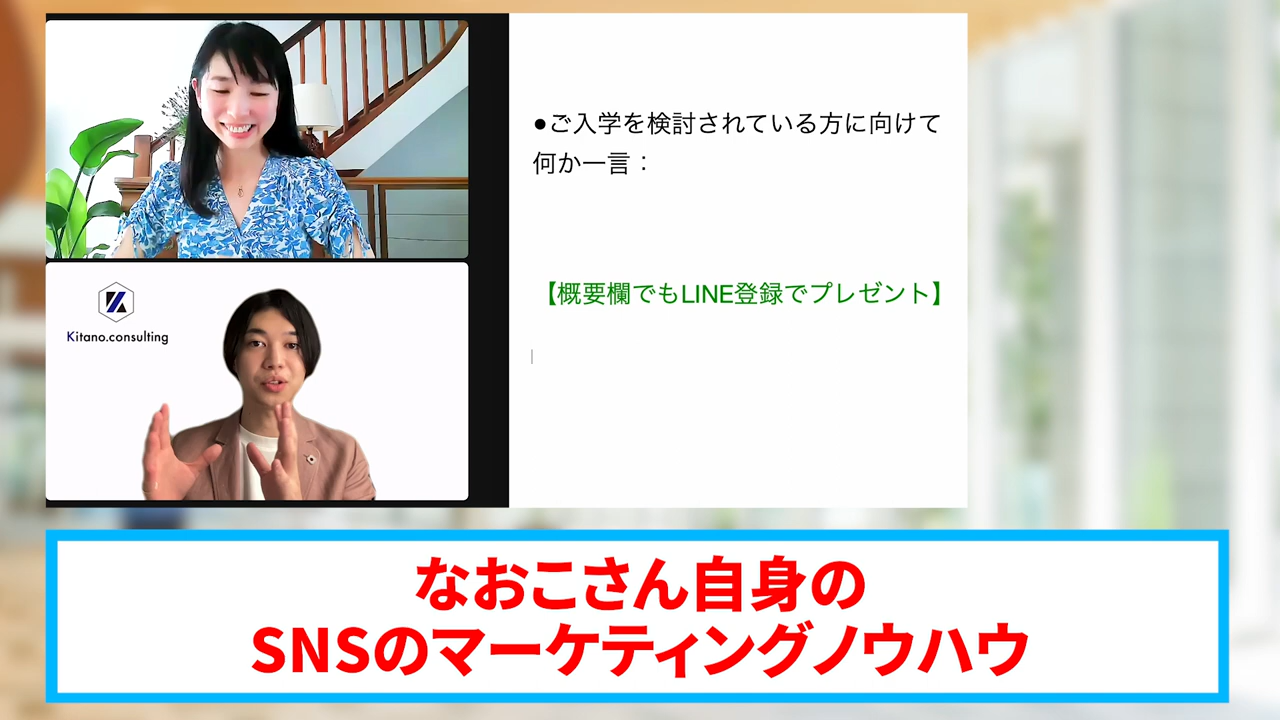 ●ご入学を検討されている方に向けて
何か一言：
【概要欄でもLINE登録でプレゼント】
Kitano.consulting
なおこさん自身の
SNSのマーケティングノウハウ